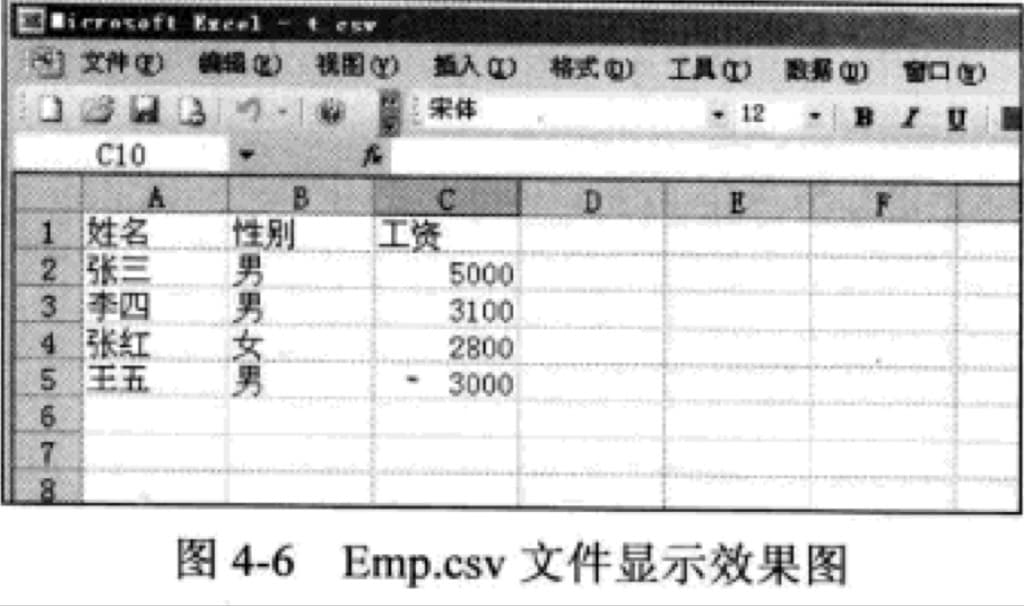 Microsoft Excel - 4 csv
文件(F) 编辑(E) 视图(V) 插入(I) 格式(O) 工具(T) 数据(D) 窗口(W)
宋体 12 B I U
C10 fx
A B C D E F
1 姓名 性别 工资
2 张三 男 5000
3 李四 男 3100
4 张红 女 2800
5 王五 男 3000
6
7
8
图 4-6 Emp.csv 文件显示效果图